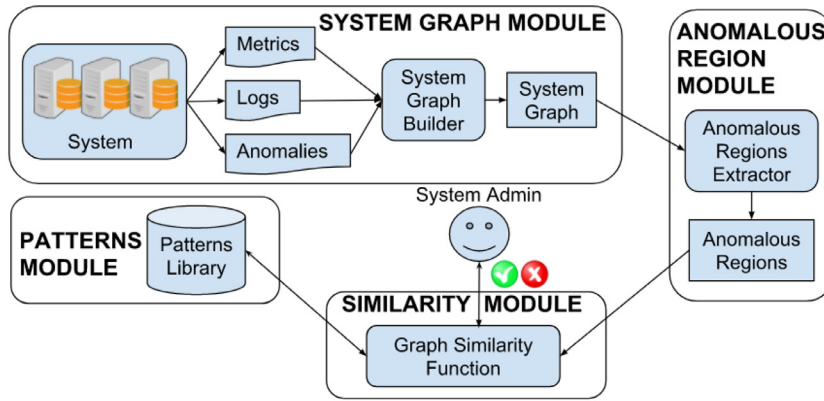 SYSTEM GRAPH MODULE
System
Metrics
Logs
Anomalies
System
Graph
Builder
System
Graph
ANOMALOUS
REGION
MODULE
Anomalous
Regions
Extractor
Anomalous
Regions
System Admin
PATTERNS
MODULE
Patterns
Library
SIMILARITY MODULE
Graph Similarity
Function